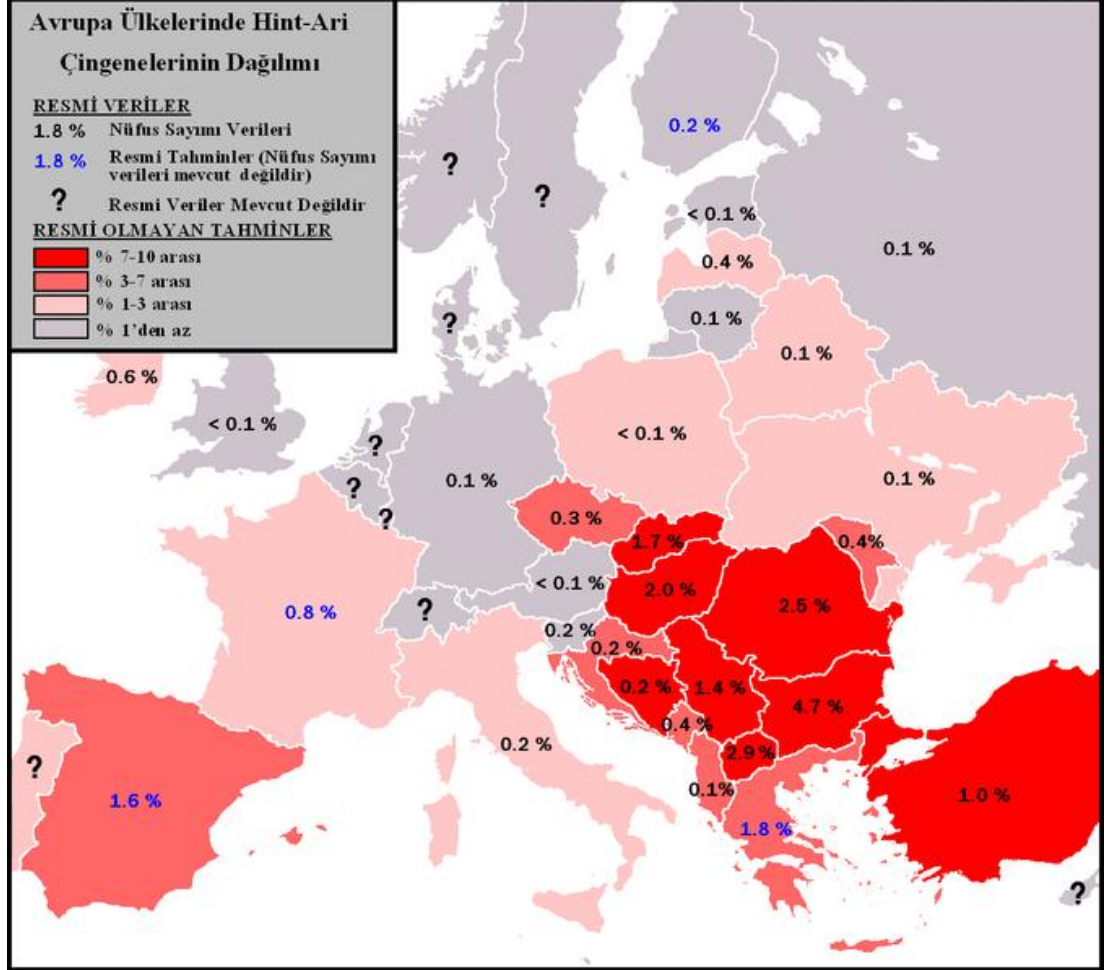 Avrupa Ülkelerinde Hint-Ari
Çingenelerinin Dağılımı
RESMİ VERİLER
1.8 % Nüfus Sayımı Verileri
1.8 % Resmi Tahminler (Nüfus Sayımı
verileri mevcut değildir)
? Resmi Veriler Mevcut Değildir
RESMİ OLMAYAN TAHMİNLER
% 7-10 arası
% 3-7 arası
% 1-3 arası
% 1'den az
0.2 %
?
?
< 0.1 %
0.1 %
0.4 %
0.1 %
?
0.1 %
0.6 %
< 0.1 %
< 0.1 %
?
0.1 %
0.1 %
?
?
0.3 %
1.7 %
0.4%
< 0.1 %
2.0 %
2.5 %
0.8 %
?
0.2 %
0.2 %
0.2 %
1.4 %
4.7 %
0.4 %
0.2 %
2.9 %
?
0.1%
1.6 %
1.0 %
1.8 %
?